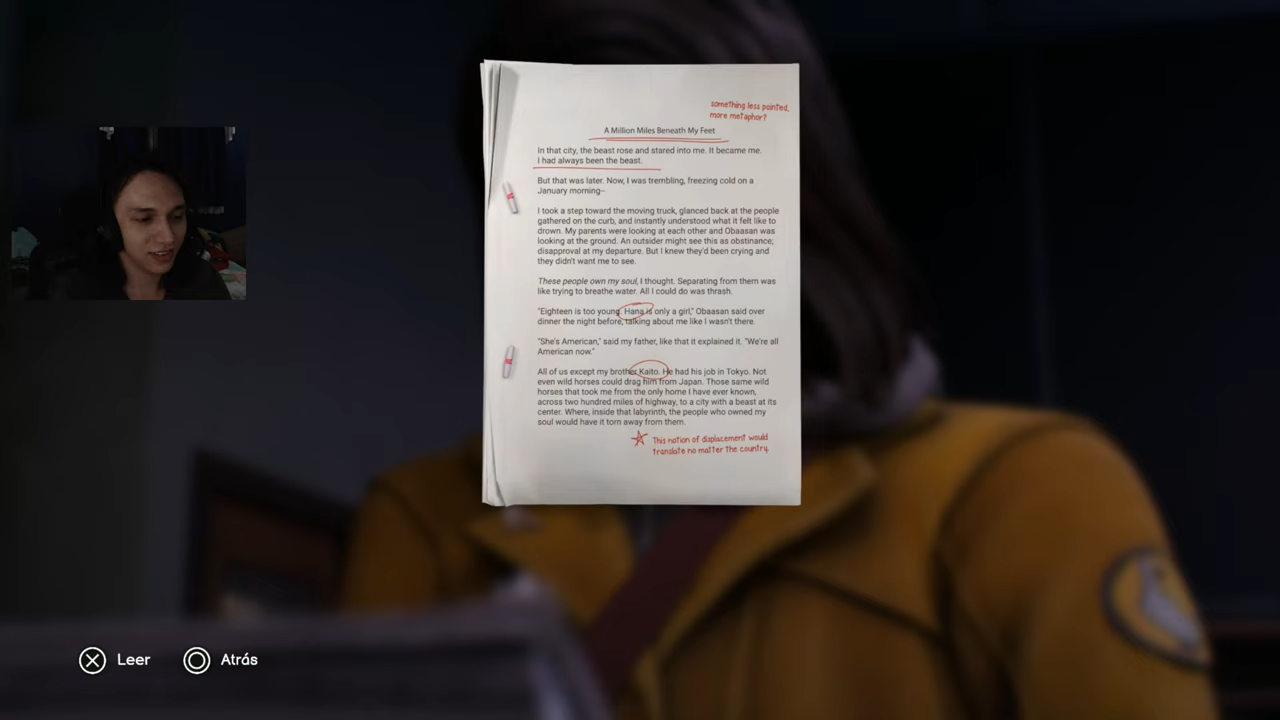 something less pointed,
more metaphor?
A Million Miles Beneath My Feet
In that city, the beast rose and stared into me. It became me.
I had always been the beast.
But that was later. Now, I was trembling, freezing cold on a
January morning--
I took a step toward the moving truck, glanced back at the people
gathered on the curb, and instantly understood what it felt like to
drown. My parents were looking at each other and Obaasan was
looking at the ground. An outsider might see this as obstinance;
disapproval at my departure. But I knew they'd been crying and
they didn't want me to see.
These people own my soul, I thought. Separating from them was
like trying to breathe water. All I could do was thrash.
"Eighteen is too young. Hana is only a girl," Obaasan said over
dinner the night before, talking about me like I wasn't there.
"She's American," said my father, like that it explained it. "We're all
American now."
All of us except my brother Kaito. He had his job in Tokyo. Not
even wild horses could drag him from Japan. Those same wild
horses that took me from the only home I have ever known,
across two hundred miles of highway, to a city with a beast at its
center. Where, inside that labyrinth, the people who owned my
soul would have it torn away from them.
This notion of displacement would
translate no matter the country.
Leer
Atrás